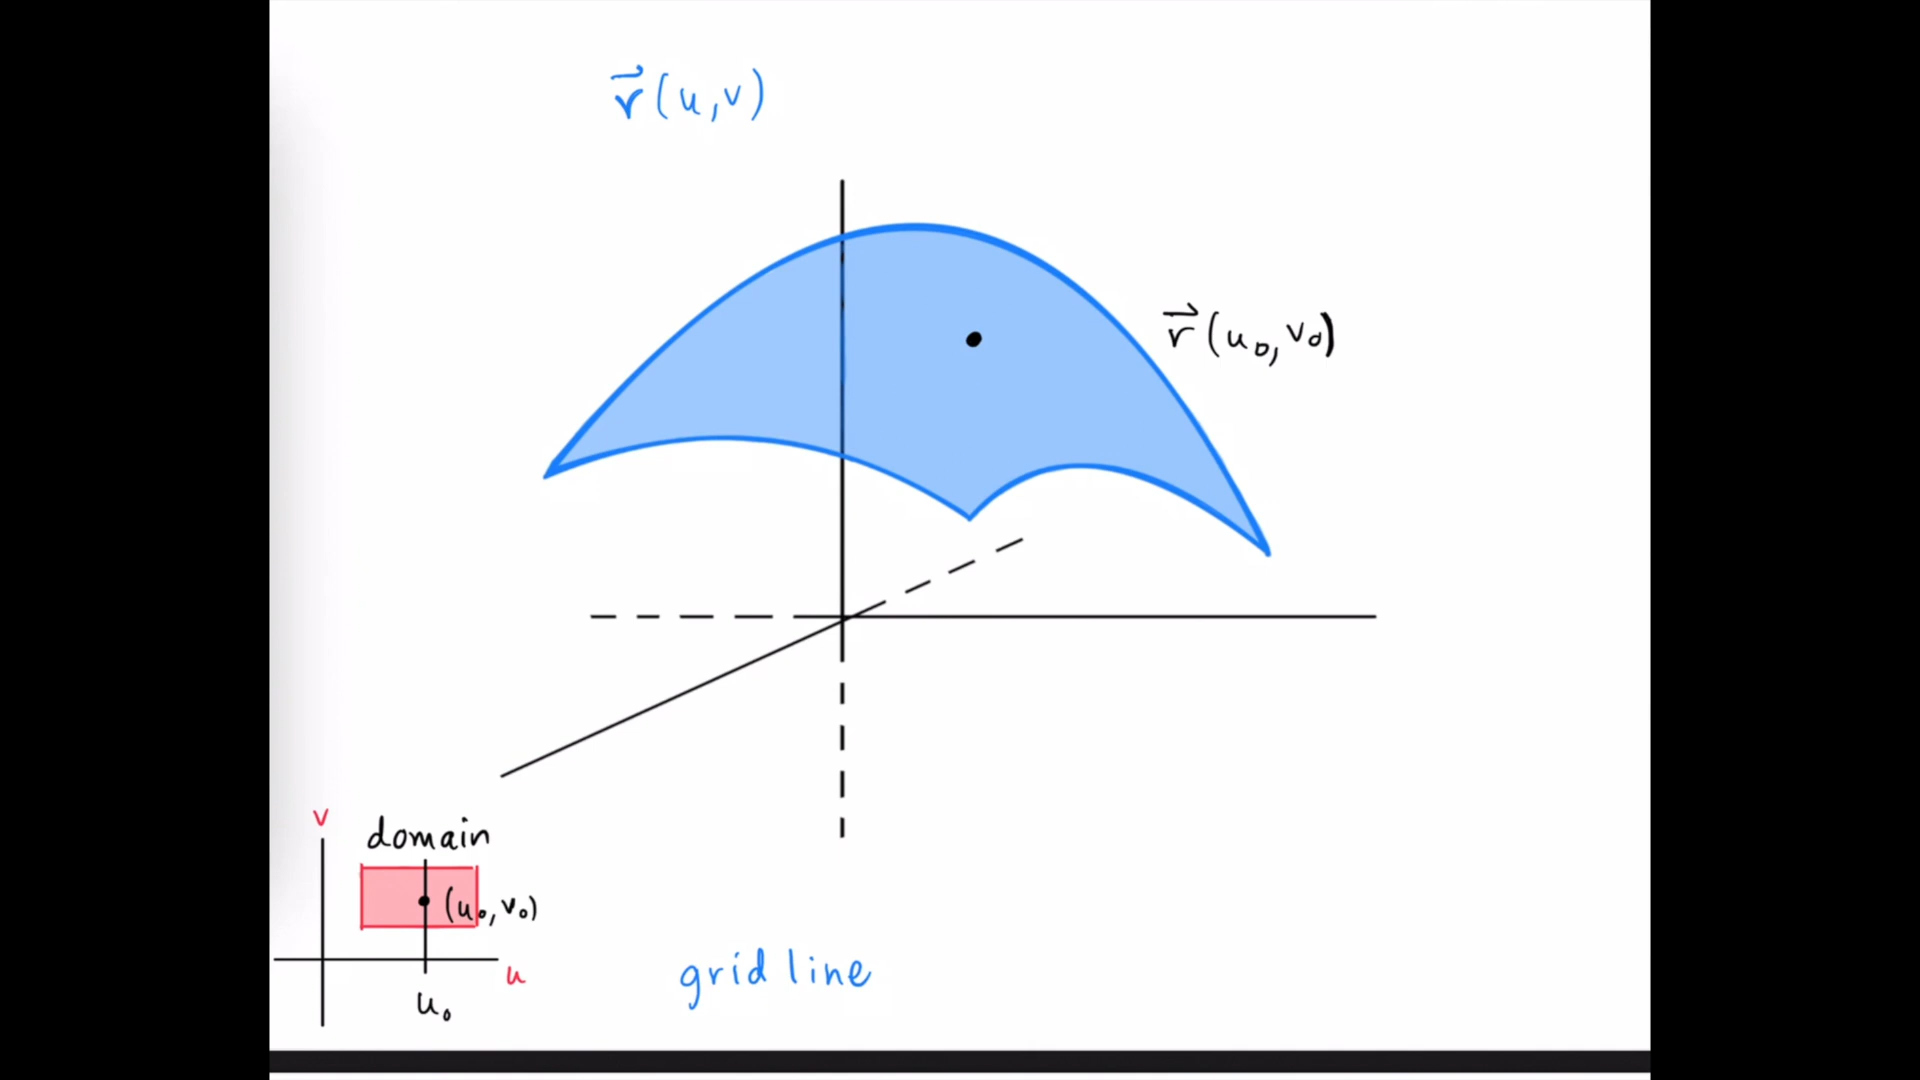 r⃗(u,v)
r⃗(u₀,v₀)
v
domain
(u₀,v₀)
u
u₀
grid line